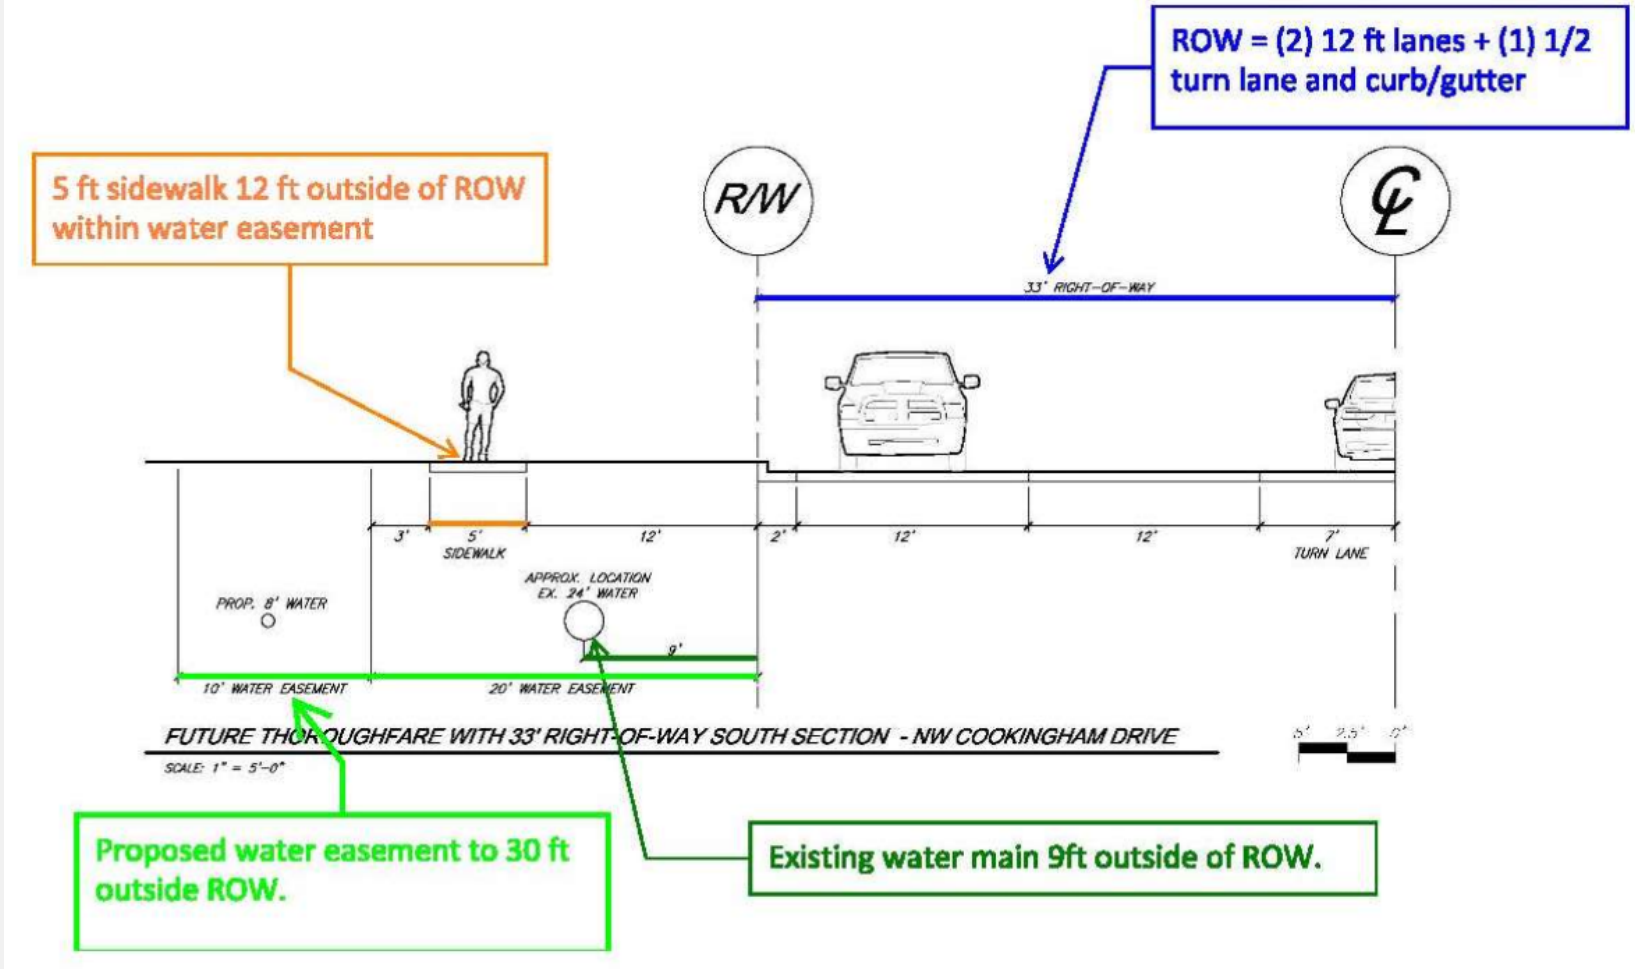 ROW = (2) 12 ft lanes + (1) 1/2
turn lane and curb/gutter
5 ft sidewalk 12 ft outside of ROW
within water easement
R/W
℄
33' RIGHT-OF-WAY
3'
5'
SIDEWALK
12'
2'
12'
12'
7'
TURN LANE
PROP. 8' WATER
APPROX. LOCATION
EX. 24' WATER
9'
10' WATER EASEMENT
20' WATER EASEMENT
FUTURE THOROUGHFARE WITH 33' RIGHT-OF-WAY SOUTH SECTION - NW COOKINGHAM DRIVE
SCALE: 1" = 5'-0"
5' 2.5' 0'
Proposed water easement to 30 ft
outside ROW.
Existing water main 9ft outside of ROW.